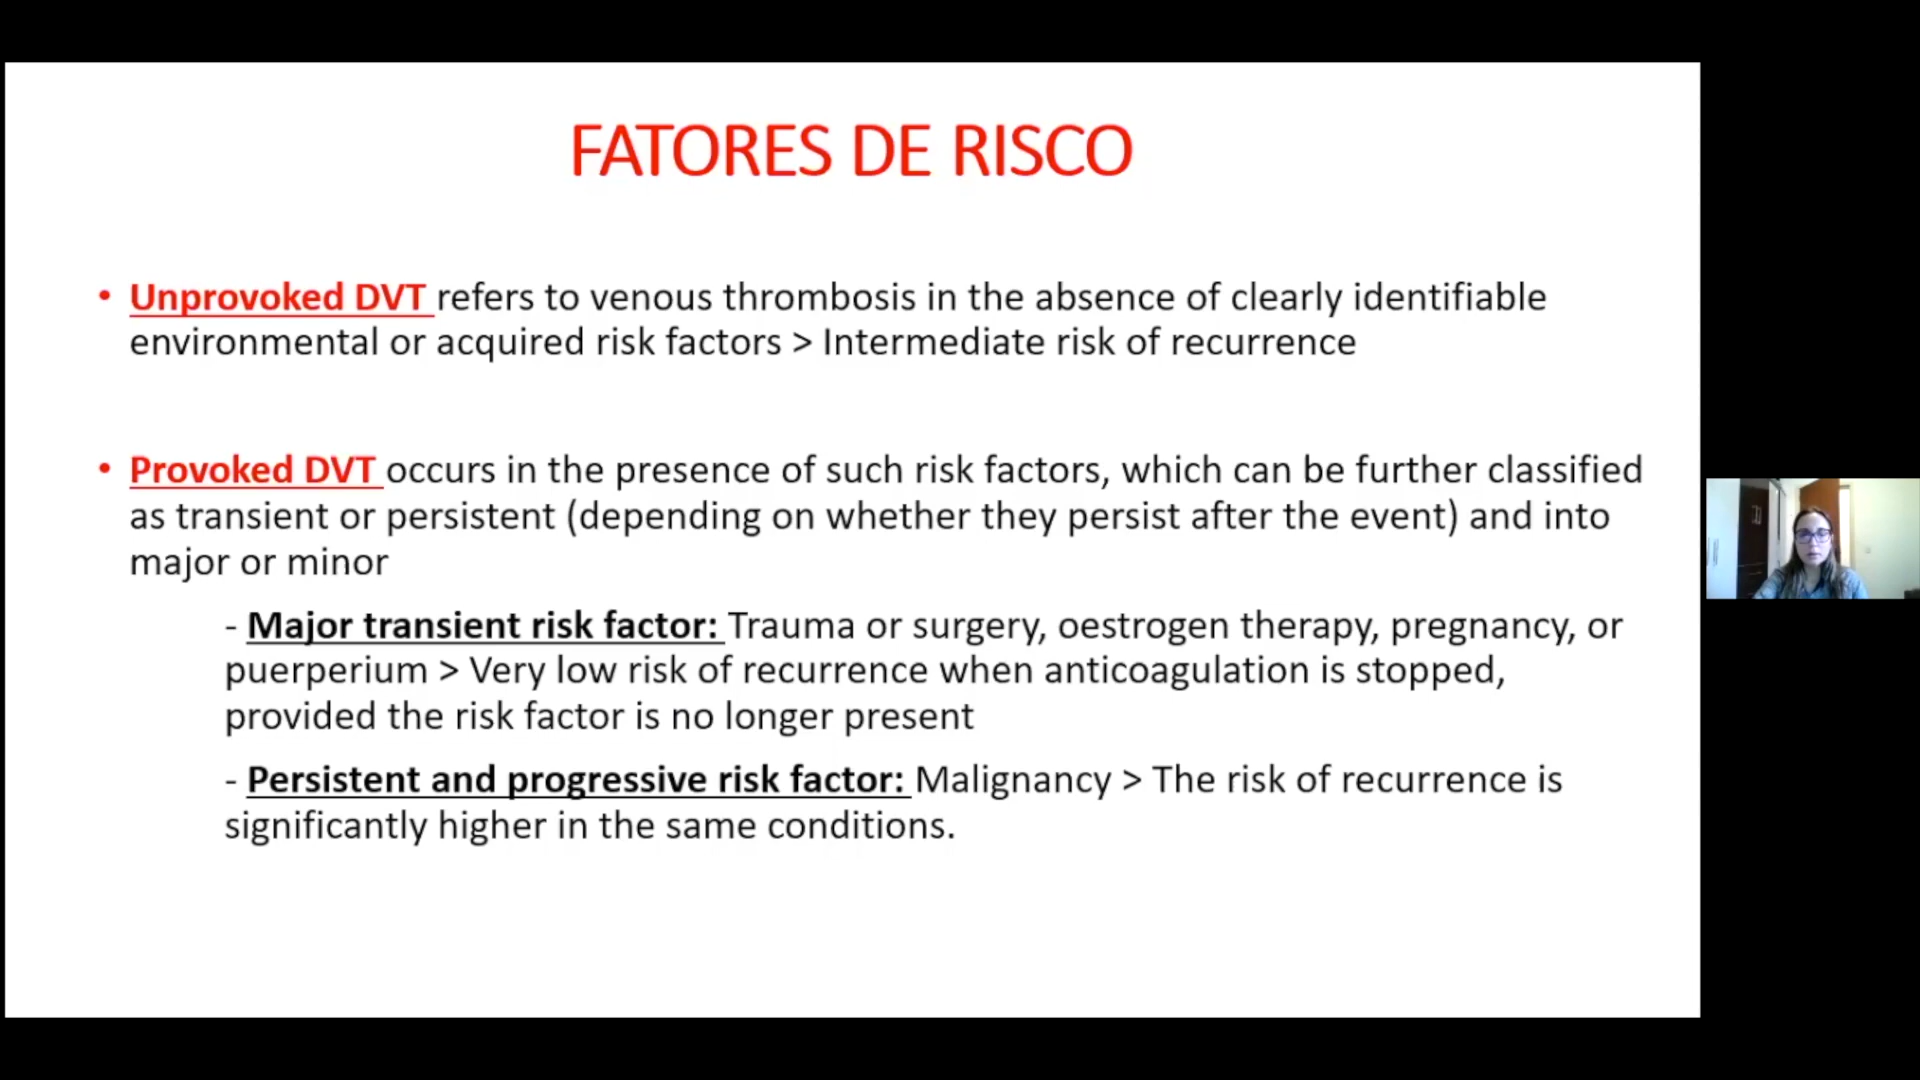 FATORES DE RISCO
• Unprovoked DVT refers to venous thrombosis in the absence of clearly identifiable
environmental or acquired risk factors > Intermediate risk of recurrence
• Provoked DVT occurs in the presence of such risk factors, which can be further classified
as transient or persistent (depending on whether they persist after the event) and into
major or minor
- Major transient risk factor: Trauma or surgery, oestrogen therapy, pregnancy, or
puerperium > Very low risk of recurrence when anticoagulation is stopped,
provided the risk factor is no longer present
- Persistent and progressive risk factor: Malignancy > The risk of recurrence is
significantly higher in the same conditions.